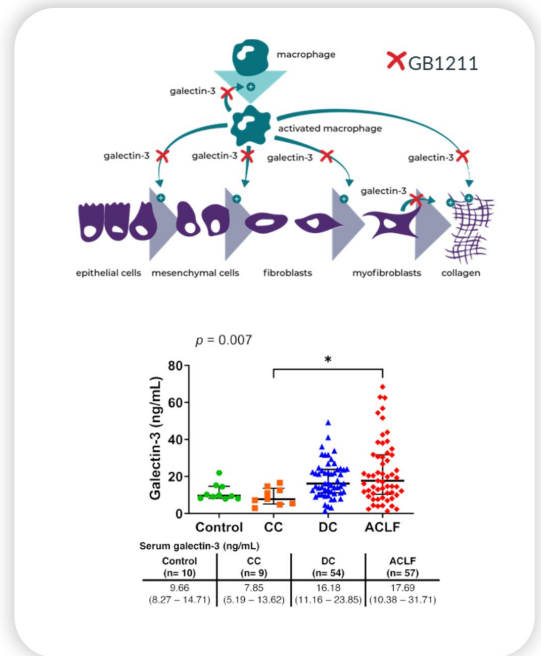 macrophage
GB1211
galectin-3
activated macrophage
galectin-3 galectin-3 galectin-3 galectin-3
galectin-3
epithelial cells mesenchymal cells fibroblasts myofibroblasts collagen
p = 0.007
*
Galectin-3 (ng/mL)
80
60
40
20
0
Control CC DC ACLF
Serum galectin-3 (ng/mL)
Control CC DC ACLF
(n= 10) (n= 9) (n= 54) (n= 57)
9.66 7.85 16.18 17.69
(8.27 – 14.71) (5.19 – 13.62) (11.16 – 23.85) (10.38 – 31.71)